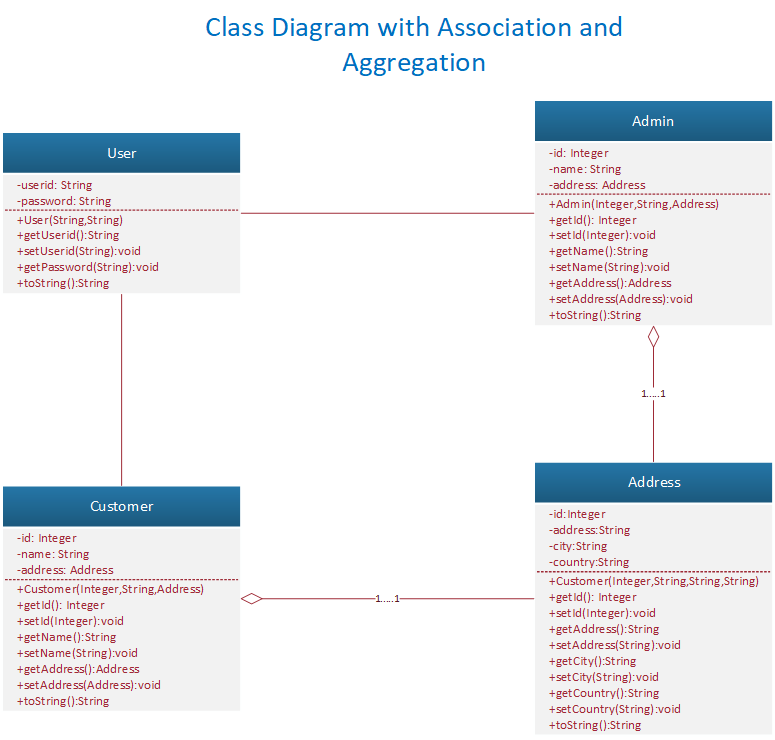 Class Diagram with Association and
Aggregation
User
-userid: String
-password: String
+User(String,String)
+getUserid():String
+setUserid(String):void
+getPassword(String):void
+toString():String
Admin
-id: Integer
-name: String
-address: Address
+Admin(Integer,String,Address)
+getId(): Integer
+setId(Integer):void
+getName():String
+setName(String):void
+getAddress():Address
+setAddress(Address):void
+toString():String
1.....1
Customer
-id: Integer
-name: String
-address: Address
+Customer(Integer,String,Address)
+getId(): Integer
+setId(Integer):void
+getName():String
+setName(String):void
+getAddress():Address
+setAddress(Address):void
+toString():String
1.....1
Address
-id:Integer
-address:String
-city:String
-country:String
+Customer(Integer,String,String,String)
+getId(): Integer
+setId(Integer):void
+getAddress():String
+setAddress(String):void
+getCity():String
+setCity(String):void
+getCountry():String
+setCountry(String):void
+toString():String